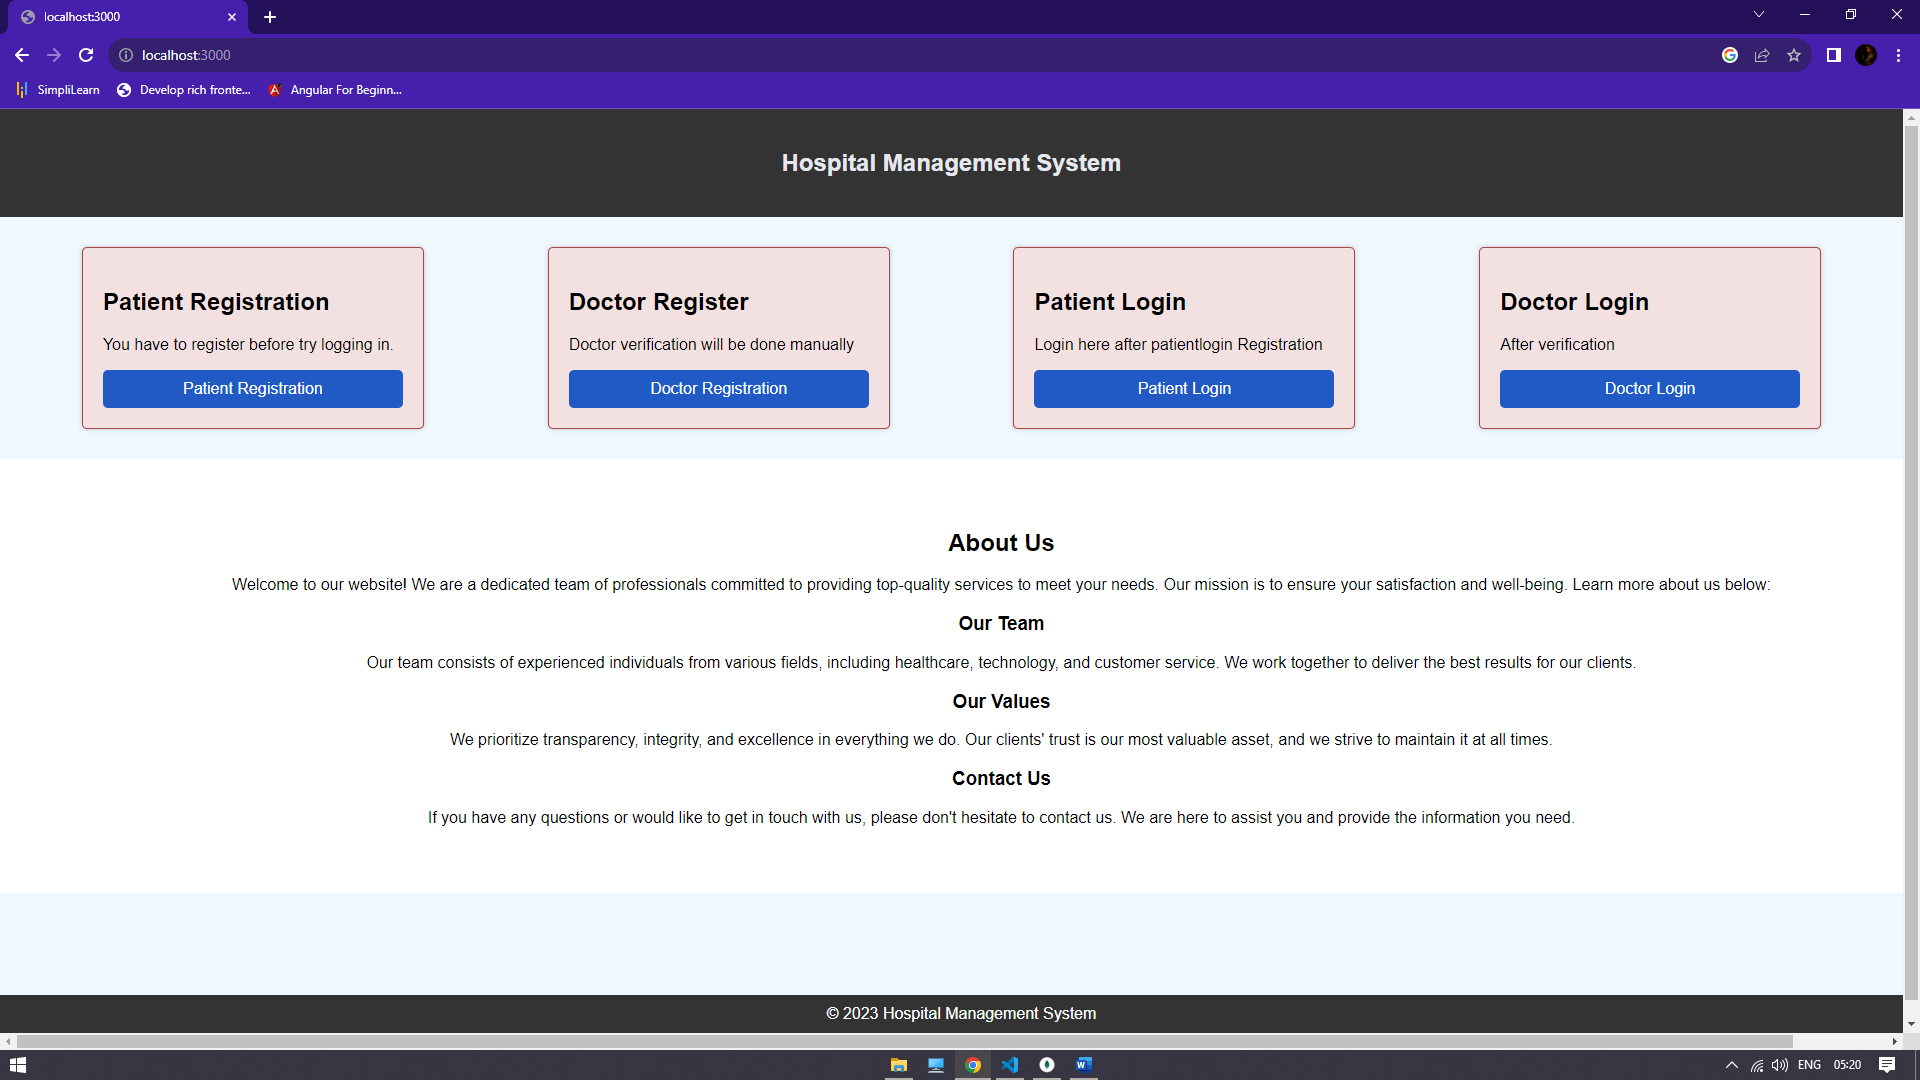 localhost:3000
localhost:3000
SimpliLearn Develop rich fronte... Angular For Beginn...
Hospital Management System
Patient Registration
You have to register before try logging in.
Patient Registration
Doctor Register
Doctor verification will be done manually
Doctor Registration
Patient Login
Login here after patientlogin Registration
Patient Login
Doctor Login
After verification
Doctor Login
About Us
Welcome to our website! We are a dedicated team of professionals committed to providing top-quality services to meet your needs. Our mission is to ensure your satisfaction and well-being. Learn more about us below:
Our Team
Our team consists of experienced individuals from various fields, including healthcare, technology, and customer service. We work together to deliver the best results for our clients.
Our Values
We prioritize transparency, integrity, and excellence in everything we do. Our clients' trust is our most valuable asset, and we strive to maintain it at all times.
Contact Us
If you have any questions or would like to get in touch with us, please don't hesitate to contact us. We are here to assist you and provide the information you need.
© 2023 Hospital Management System
ENG 05:20